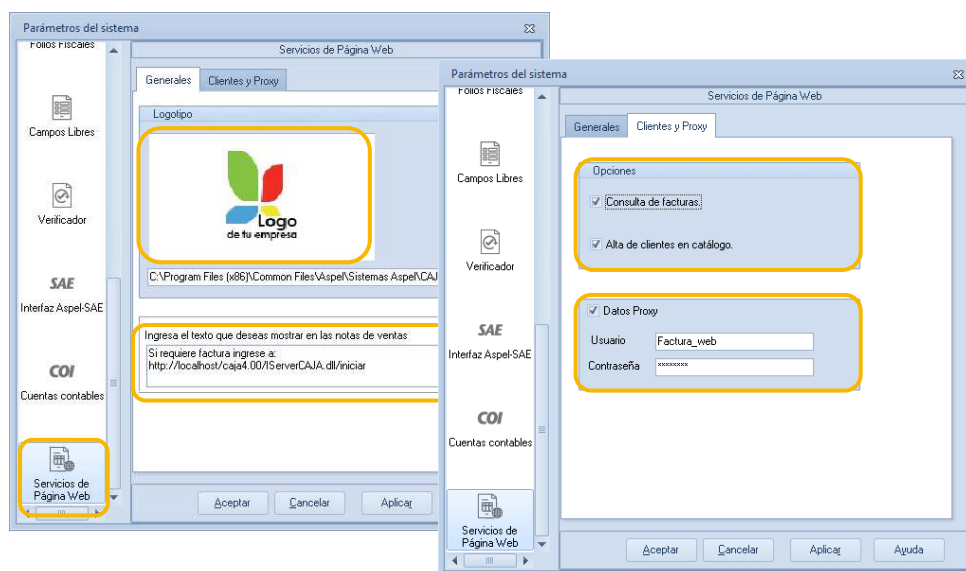 Parámetros del sistema
Folios Fiscales
Campos Libres
Verificador
SAE
Interfaz Aspel-SAE
COI
Cuentas contables
Servicios de
Página Web
Servicios de Página Web
Generales
Clientes y Proxy
Logotipo
Logo
de tu empresa
C:\Program Files (x86)\Common Files\Aspel\Sistemas Aspel\CAJ
Ingresa el texto que deseas mostrar en las notas de ventas
Si requiere factura ingrese a:
http://localhost/caja4.00/IServerCAJA.dll/iniciar
Aceptar
Cancelar
Aplicar
Parámetros del sistema
Folios Fiscales
Campos Libres
Verificador
SAE
Interfaz Aspel-SAE
COI
Cuentas contables
Servicios de
Página Web
Servicios de Página Web
Generales
Clientes y Proxy
Opciones
Consulta de facturas.
Alta de clientes en catálogo.
Datos Proxy
Usuario
Factura_web
Contraseña
********
Aceptar
Cancelar
Aplicar
Ayuda